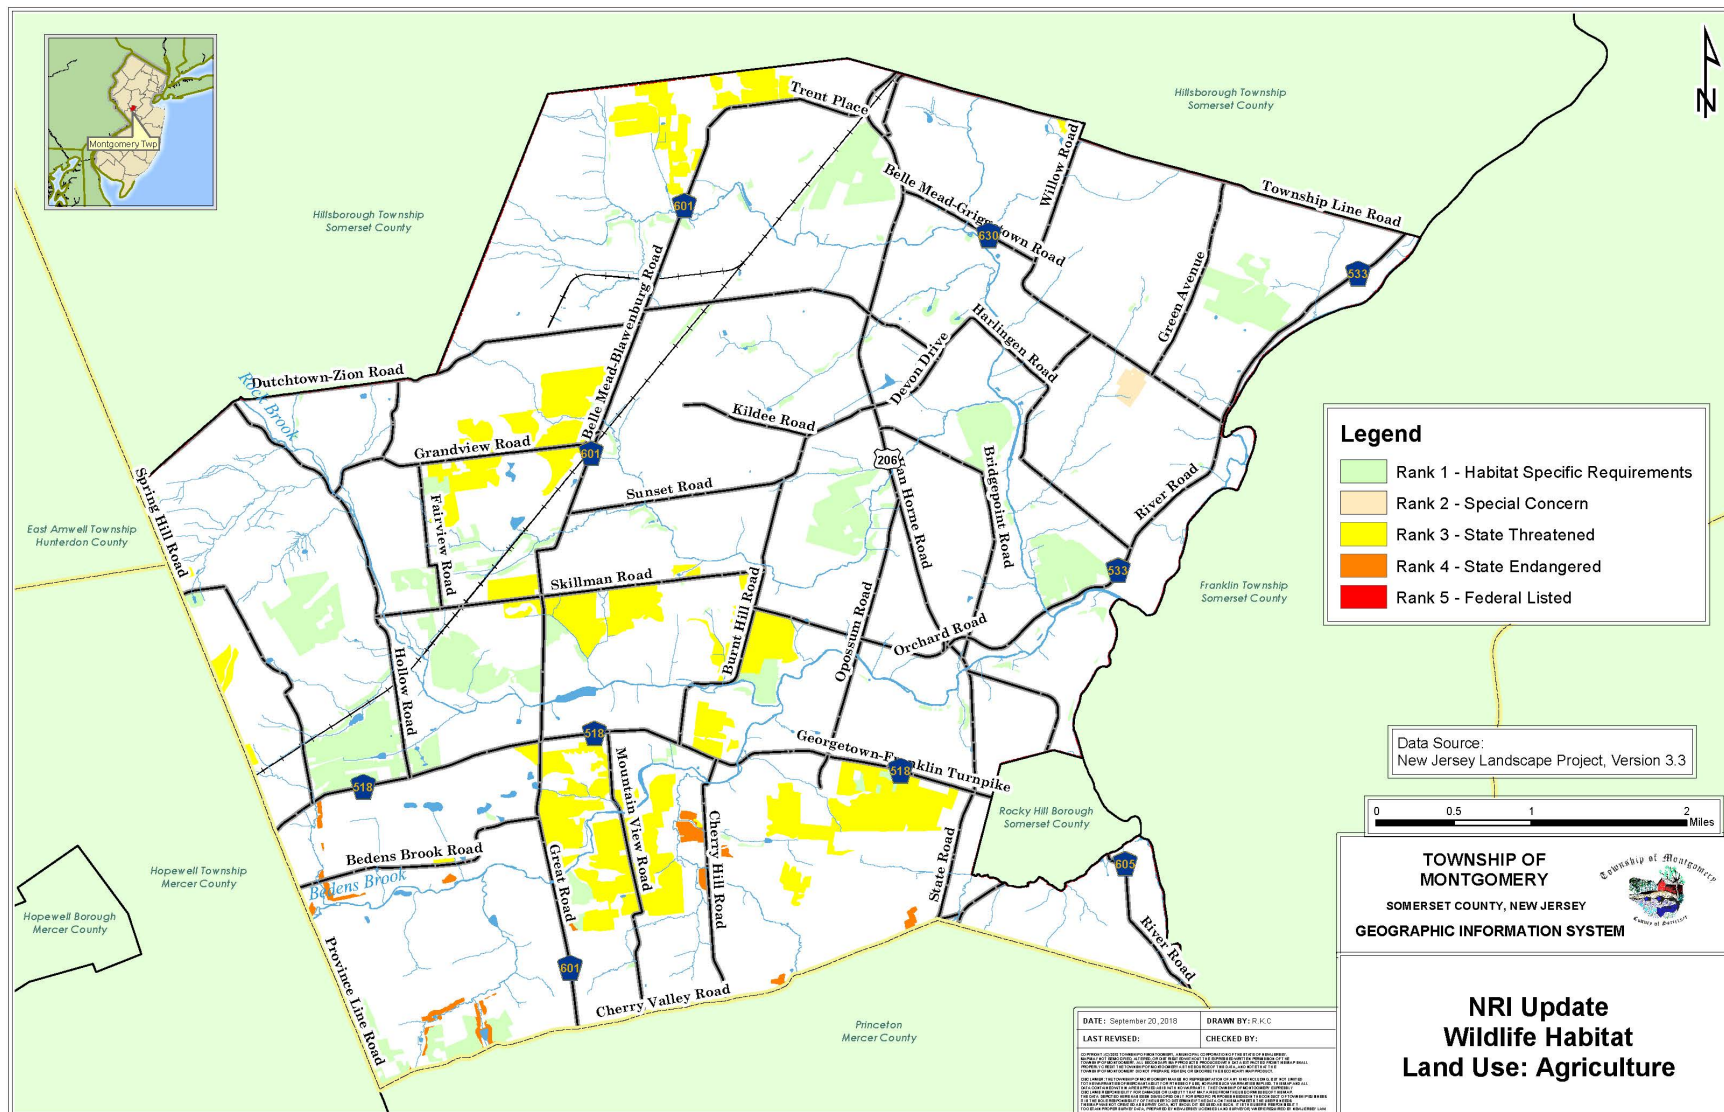 Montgomery Twp
Hillsborough Township
Somerset County
Hillsborough Township
Somerset County
N
Trent Place
Willow Road
Belle Mead-Griggstown Road
Township Line Road
601
630
533
Green Avenue
Belle Mead-Blawenburg Road
Harlingen Road
Devon Drive
Dutchtown-Zion Road
Rock Brook
Kildee Road
Grandview Road
601
206
Van Horne Road
Bridgepoint Road
River Road
Sunset Road
Fairview Road
Spring Hill Road
East Amwell Township
Hunterdon County
Skillman Road
533
Franklin Township
Somerset County
Burnt Hill Road
Opossum Road
Orchard Road
Hollow Road
518
Georgetown-Franklin Turnpike
518
518
Mountain View Road
Cherry Hill Road
Rocky Hill Borough
Somerset County
Bedens Brook Road
Bedens Brook
Great Road
State Road
605
Hopewell Township
Mercer County
Hopewell Borough
Mercer County
River Road
601
Province Line Road
Cherry Valley Road
Princeton
Mercer County
Legend
Rank 1 - Habitat Specific Requirements
Rank 2 - Special Concern
Rank 3 - State Threatened
Rank 4 - State Endangered
Rank 5 - Federal Listed
Data Source:
New Jersey Landscape Project, Version 3.3
0 0.5 1 2
Miles
TOWNSHIP OF
MONTGOMERY
SOMERSET COUNTY, NEW JERSEY
GEOGRAPHIC INFORMATION SYSTEM
Township of Montgomery
County of Somerset
NRI Update
Wildlife Habitat
Land Use: Agriculture
DATE: September 20, 2018
DRAWN BY: R.K.C
LAST REVISED:
CHECKED BY: